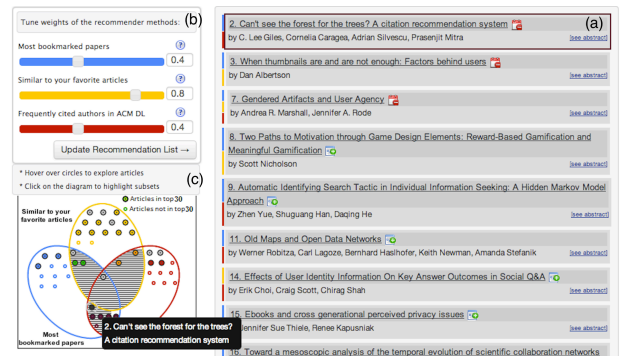 Tune weights of the recommender methods:
(b)
Most bookmarked papers
?
0.4
Similar to your favorite articles
?
0.8
Frequently cited authors in ACM DL
?
0.4
Update Recommendation List →
* Hover over circles to explore articles
* Click on the diagram to highlight subsets
(c)
Articles in top30
Articles not in top30
Similar to your
favorite articles
Most
bookmarked papers
2. Can't see the forest for the trees?
A citation recommendation system
(a)
2. Can't see the forest for the trees? A citation recommendation system
by C. Lee Giles, Cornelia Caragea, Adrian Silvescu, Prasenjit Mitra
[see abstract]
3. When thumbnails are and are not enough: Factors behind users
by Dan Albertson
[see abstract]
7. Gendered Artifacts and User Agency
by Andrea R. Marshall, Jennifer A. Rode
[see abstract]
8. Two Paths to Motivation through Game Design Elements: Reward-Based Gamification and
Meaningful Gamification
by Scott Nicholson
[see abstract]
9. Automatic Identifying Search Tactic in Individual Information Seeking: A Hidden Markov Model
Approach
by Zhen Yue, Shuguang Han, Daqing He
[see abstract]
11. Old Maps and Open Data Networks
by Werner Robitza, Carl Lagoze, Bernhard Haslhofer, Keith Newman, Amanda Stefanik
[see abstract]
14. Effects of User Identity Information On Key Answer Outcomes in Social Q&A
by Erik Choi, Craig Scott, Chirag Shah
[see abstract]
15. Ebooks and cross generational perceived privacy issues
Jennifer Sue Thiele, Renee Kapusniak
[see abstract]
16. Toward a mesoscopic analysis of the temporal evolution of scientific collaboration networks